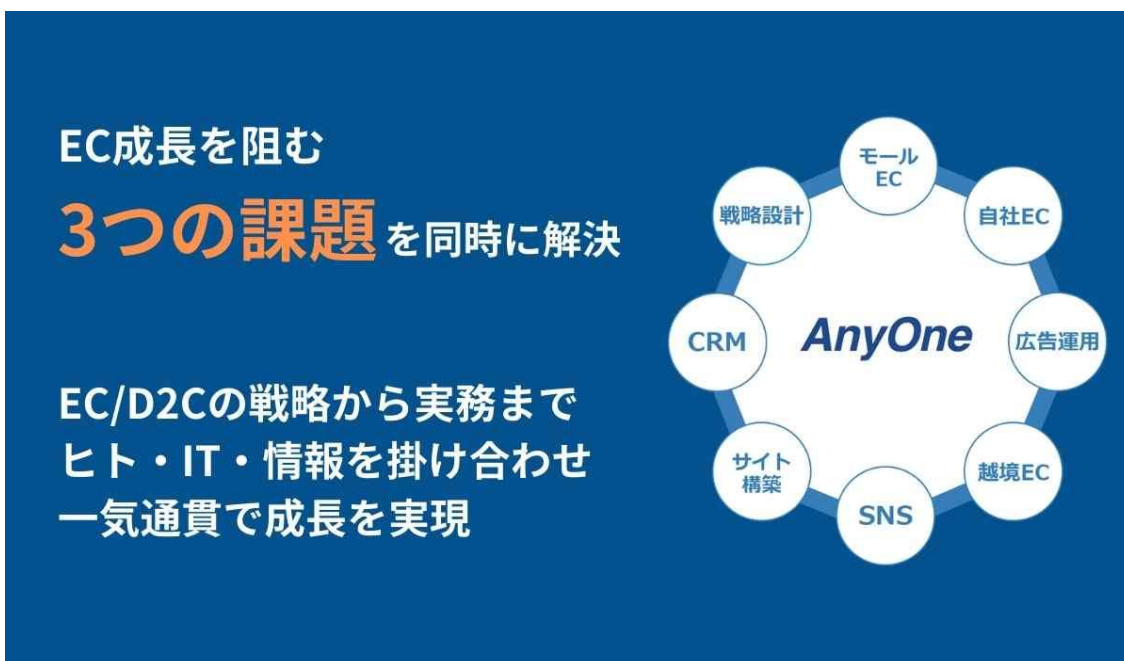 EC成長を阻む
3つの課題を同時に解決
EC/D2Cの戦略から実務まで
ヒト・IT・情報を掛け合わせ
一気通貫で成長を実現
モール
EC
自社EC
広告運用
越境EC
SNS
サイト
構築
CRM
戦略設計
AnyOne